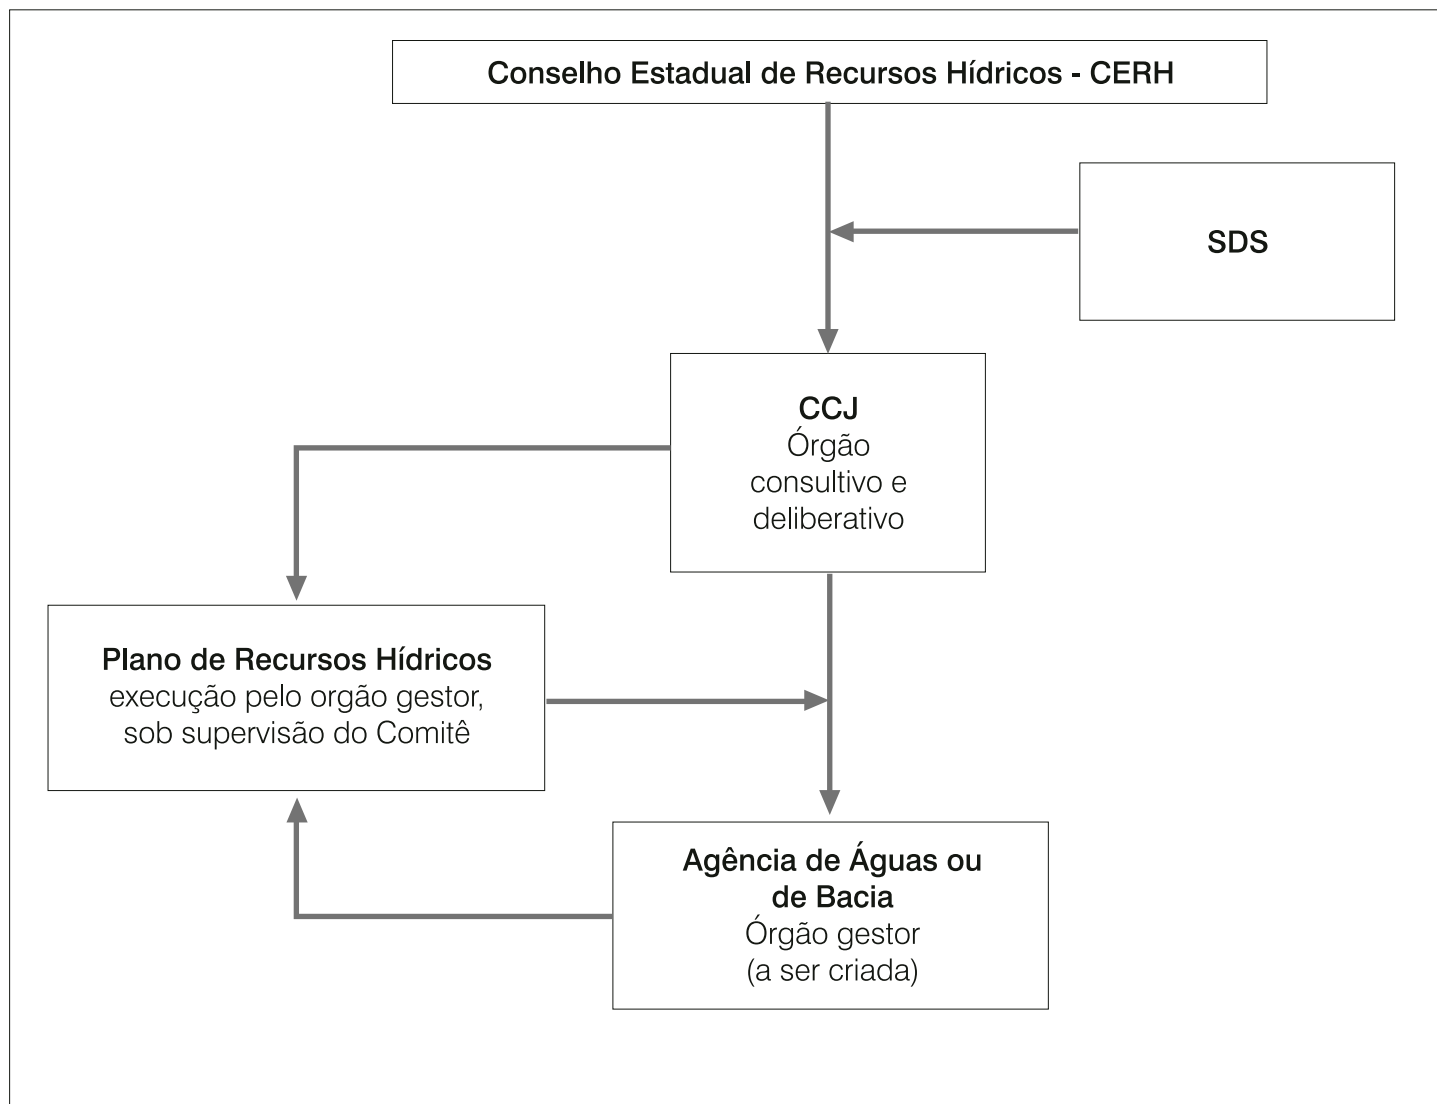 Conselho Estadual de Recursos Hídricos - CERH
SDS
CCJ
Órgão
consultivo e
deliberativo
Plano de Recursos Hídricos
execução pelo orgão gestor,
sob supervisão do Comitê
Agência de Águas ou
de Bacia
Órgão gestor
(a ser criada)